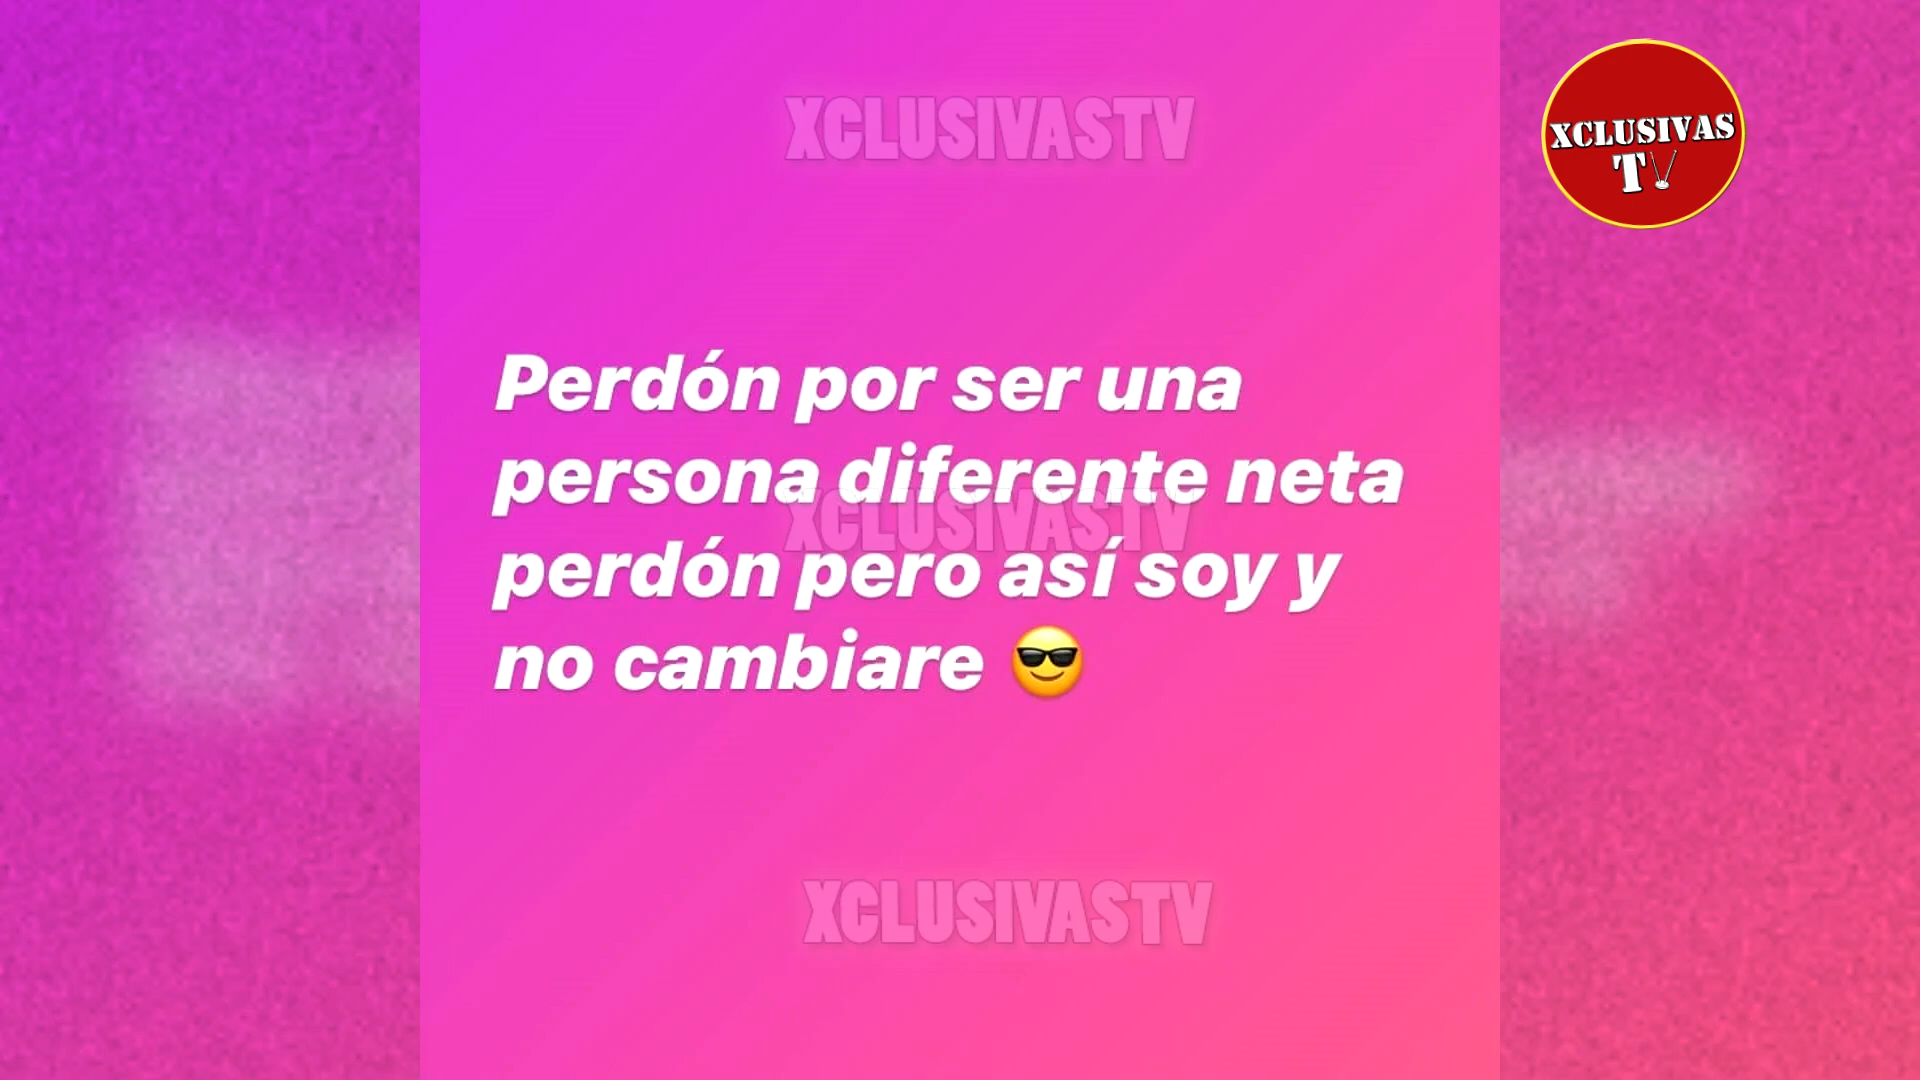 XCLUSIVASTV
XCLUSIVAS
TV
Perdón por ser una
persona diferente neta
XCLUSIVASTV
perdón pero así soy y
no cambiare 😎
XCLUSIVASTV